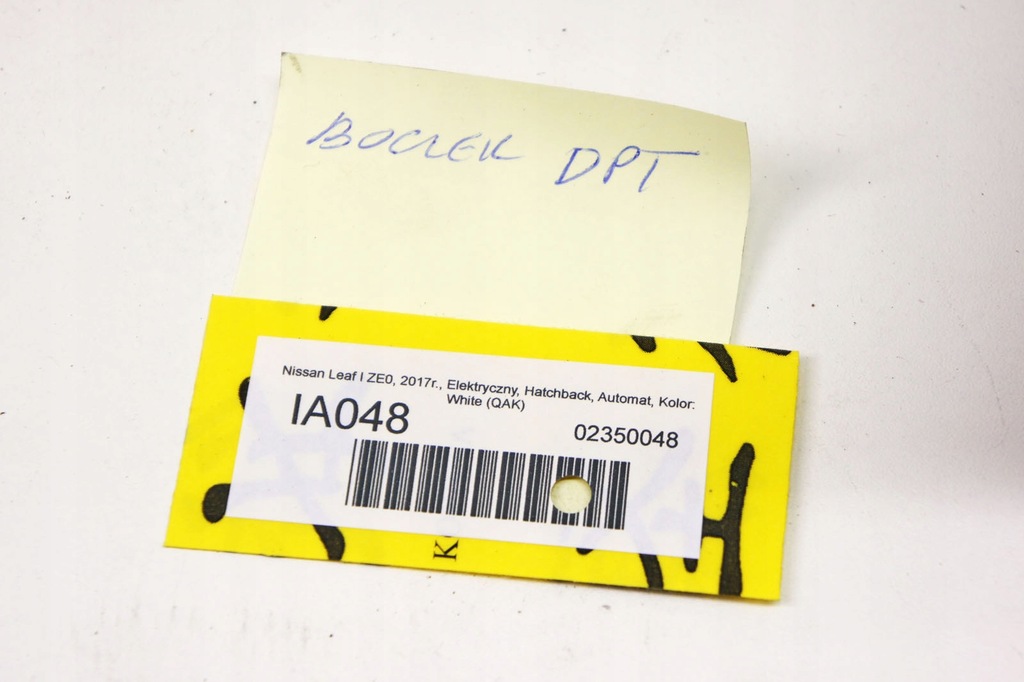 BOCZEK DPT
Nissan Leaf I ZE0, 2017r., Elektryczny, Hatchback, Automat, Kolor:
White (QAK)
IA048
02350048
K